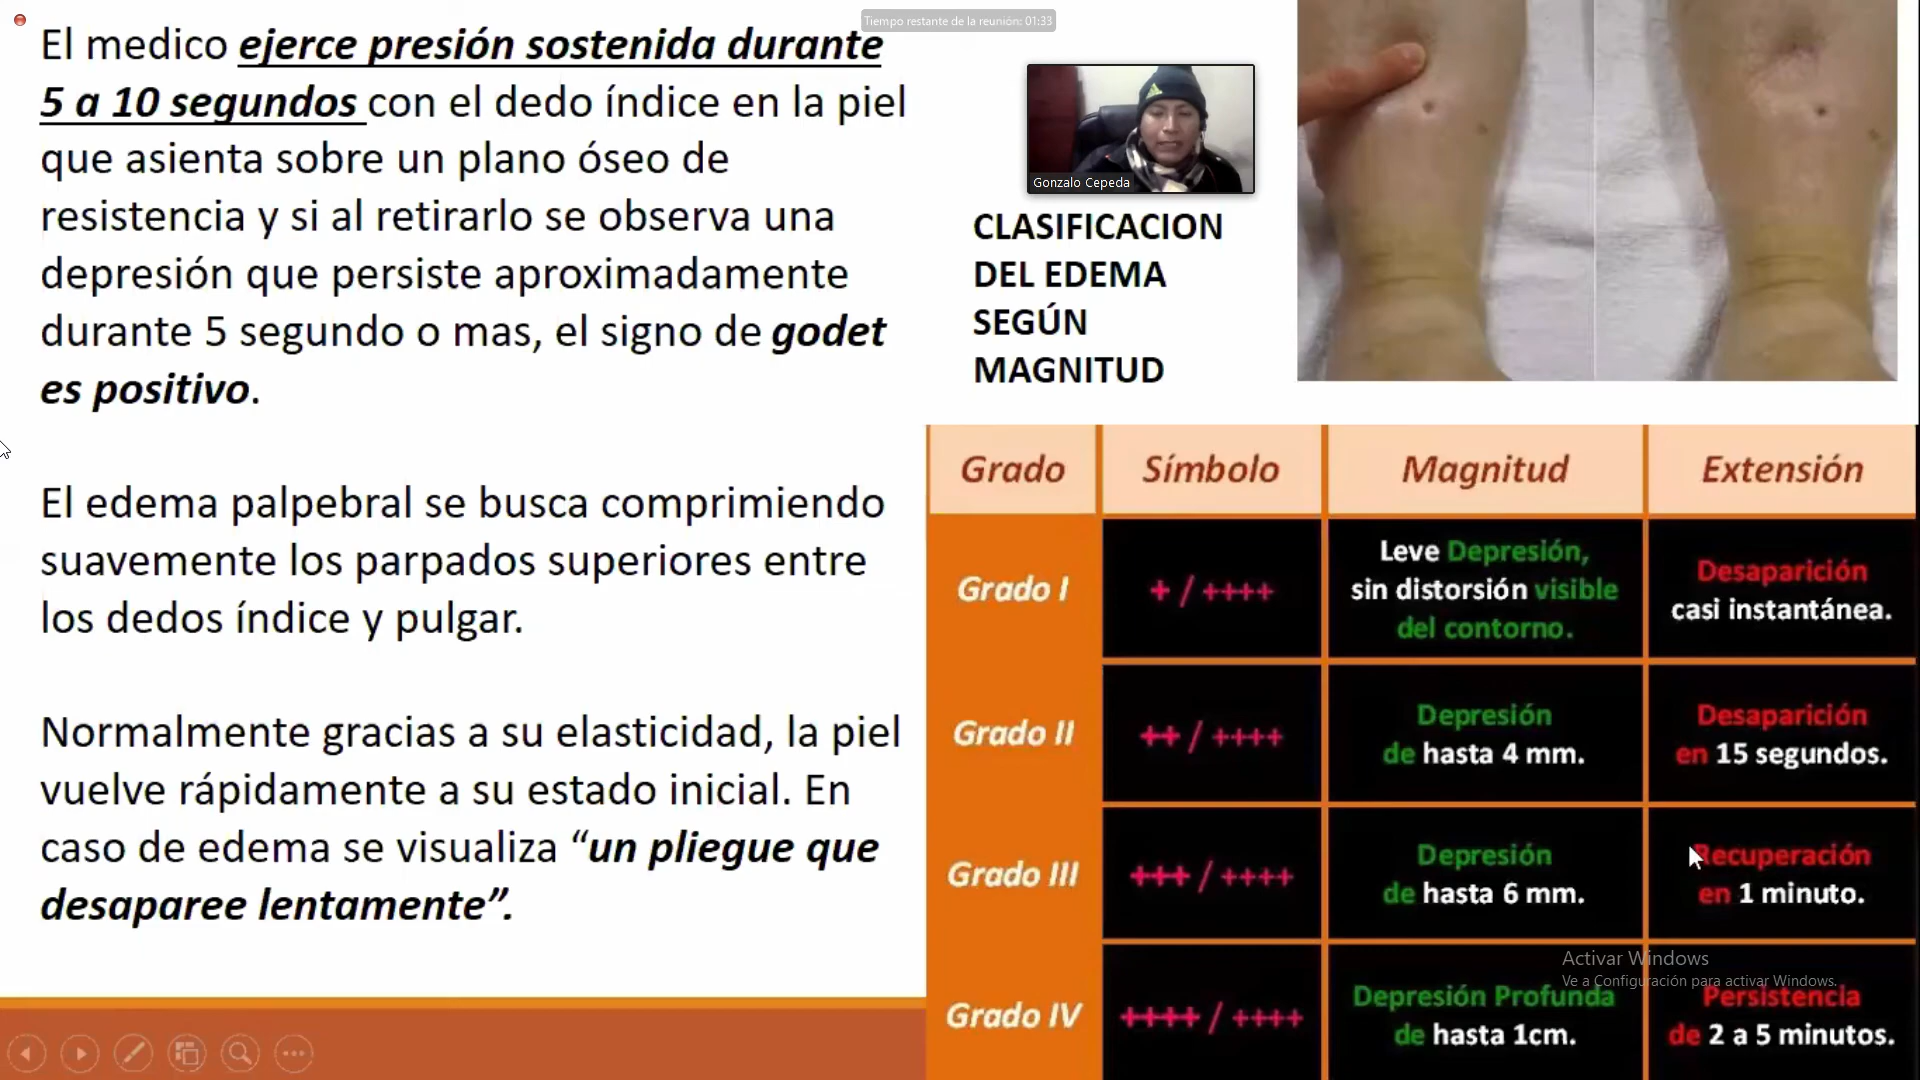 Tiempo restante de la reunión: 01:33
El medico ejerce presión sostenida durante
5 a 10 segundos con el dedo índice en la piel
que asienta sobre un plano óseo de
resistencia y si al retirarlo se observa una
depresión que persiste aproximadamente
durante 5 segundo o mas, el signo de godet
es positivo.
El edema palpebral se busca comprimiendo
suavemente los parpados superiores entre
los dedos índice y pulgar.
Normalmente gracias a su elasticidad, la piel
vuelve rápidamente a su estado inicial. En
caso de edema se visualiza “un pliegue que
desaparee lentamente”.
Gonzalo Cepeda
CLASIFICACION
DEL EDEMA
SEGÚN
MAGNITUD
Grado Símbolo Magnitud Extensión
Grado I + / ++++ Leve Depresión,
sin distorsión visible
del contorno. Desaparición
casi instantánea.
Grado II ++ / ++++ Depresión
de hasta 4 mm. Desaparición
en 15 segundos.
Grado III +++ / ++++ Depresión
de hasta 6 mm. Recuperación
en 1 minuto.
Grado IV ++++ / ++++ Depresión Profunda
de hasta 1cm. Persistencia
de 2 a 5 minutos.
Activar Windows
Ve a Configuración para activar Windows.